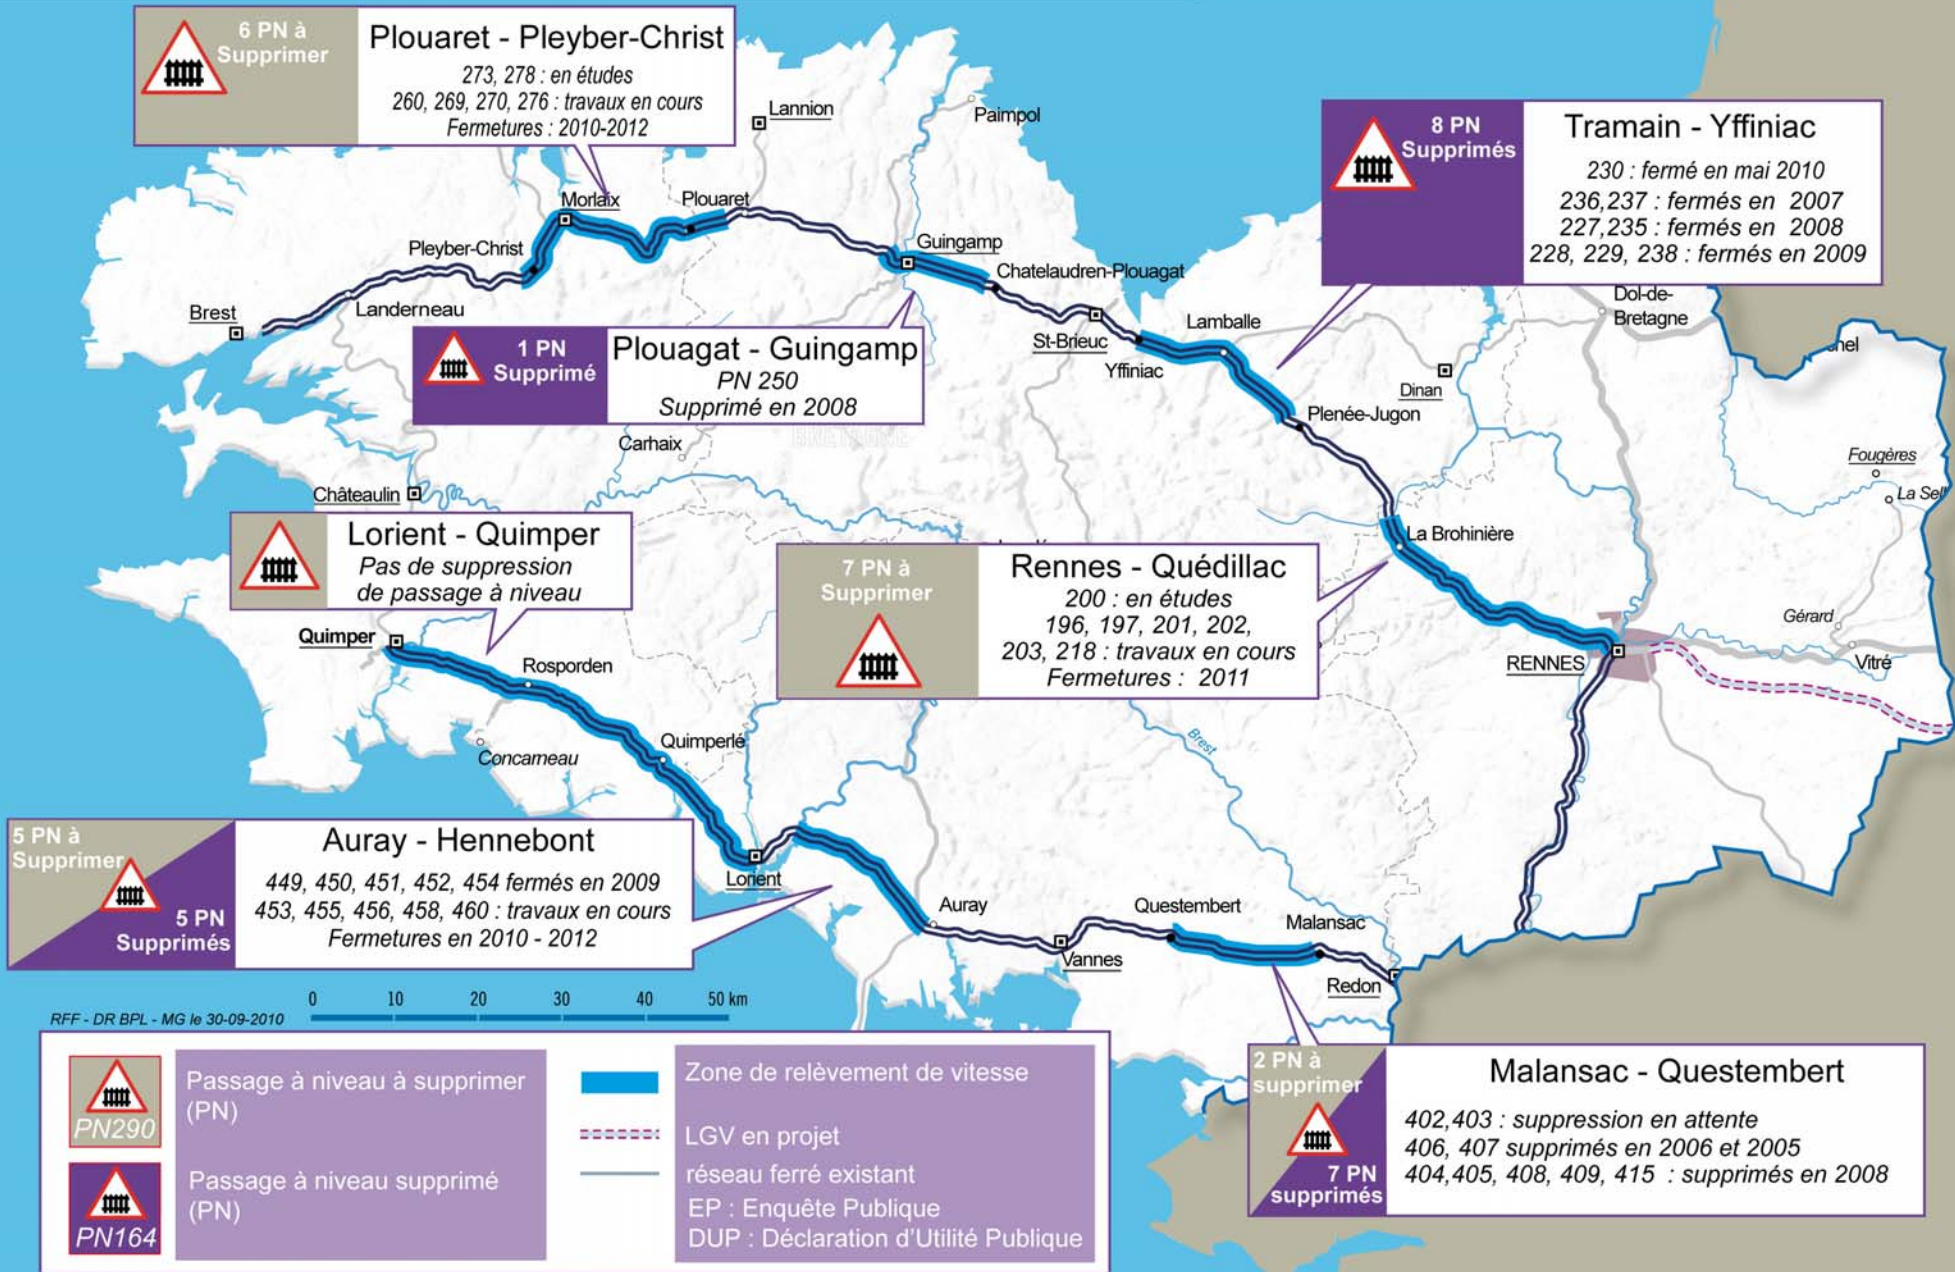 6 PN à
Supprimer
Plouaret - Pleyber-Christ
273, 278 : en études
260, 269, 270, 276 : travaux en cours
Fermetures : 2010-2012
Lannion
Paimpol
8 PN
Supprimés
Tramain - Yffiniac
230 : fermé en mai 2010
236,237 : fermés en 2007
227,235 : fermés en 2008
228, 229, 238 : fermés en 2009
Morlaix
Plouaret
Pleyber-Christ
Guingamp
Chatelaudren-Plouagat
Brest
Landerneau
St-Brieuc
Yffiniac
Lamballe
Dinan
Dol-de-
Bretagne
Plenée-Jugon
1 PN
Supprimé
Plouagat - Guingamp
PN 250
Supprimé en 2008
BRETAGNE
Carhaix
Châteaulin
Fougères
La Sell
Lorient - Quimper
Pas de suppression
de passage à niveau
7 PN à
Supprimer
Rennes - Quédillac
200 : en études
196, 197, 201, 202,
203, 218 : travaux en cours
Fermetures : 2011
La Brohinière
Gérard
Vitré
RENNES
Quimper
Rosporden
Concarneau
Quimperlé
Brest
5 PN à
Supprimer
5 PN
Supprimés
Auray - Hennebont
449, 450, 451, 452, 454 fermés en 2009
453, 455, 456, 458, 460 : travaux en cours
Fermetures en 2010 - 2012
Lorient
Auray
Vannes
Questembert
Malansac
Redon
0 10 20 30 40 50 km
RFF - DR BPL - MG le 30-09-2010
PN290
Passage à niveau à supprimer
(PN)
PN164
Passage à niveau supprimé
(PN)
Zone de relèvement de vitesse
LGV en projet
réseau ferré existant
EP : Enquête Publique
DUP : Déclaration d'Utilité Publique
2 PN à
supprimer
7 PN
supprimés
Malansac - Questembert
402,403 : suppression en attente
406, 407 supprimés en 2006 et 2005
404,405, 408, 409, 415 : supprimés en 2008